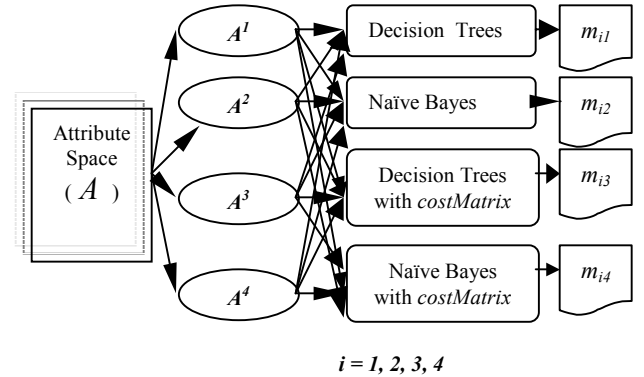 Attribute
Space
( A )
A¹
A²
A³
A⁴
Decision Trees
Naïve Bayes
Decision Trees
with costMatrix
Naïve Bayes
with costMatrix
mi1
mi2
mi3
mi4
i = 1, 2, 3, 4